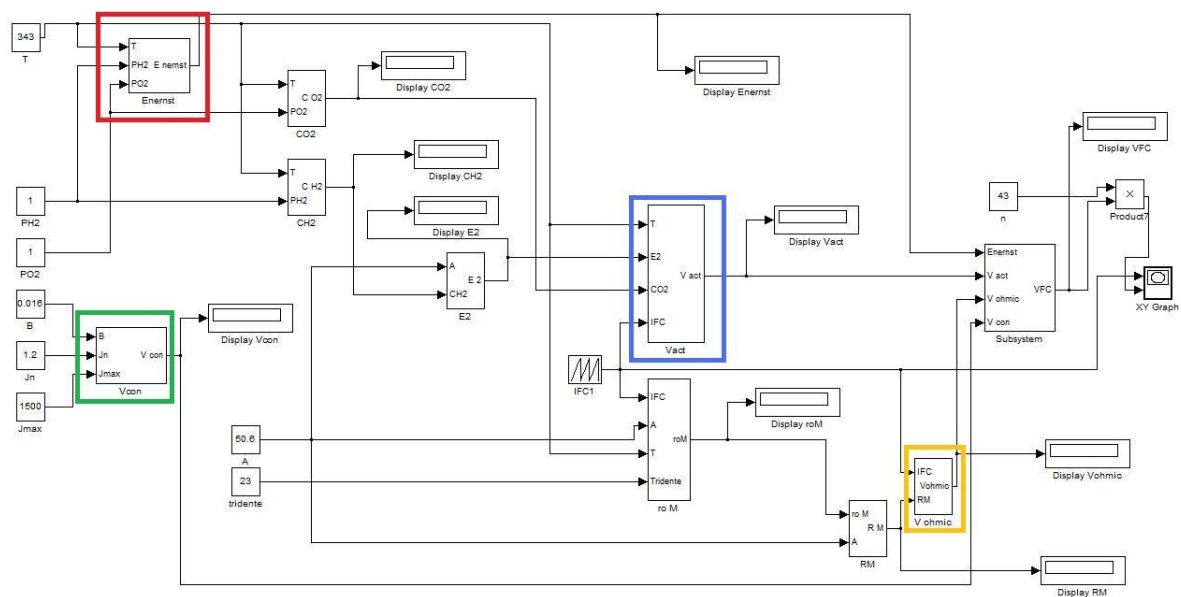 343
T
T
PH2
PO2
E nernst
Enernst
T
PO2
C O2
CO2
Display CO2
Display Enernst
Display VFC
T
PH2
C H2
CH2
Display CH2
Display E2
1
PH2
1
PO2
A
CH2
E 2
E2
T
E2
CO2
IFC
V act
Vact
Display Vact
43
n
×
Product7
Enernst
V act
V ohmic
V con
VFC
Subsystem
XY Graph
0.016
B
1.2
Jn
1500
Jmax
B
Jn
Jmax
V con
Vcon
Display Vcon
IFC1
50.6
A
23
tridente
IFC
A
T
Tridente
roM
ro M
Display roM
ro M
A
R M
RM
IFC
RM
Vohmic
V ohmic
Display Vohmic
Display RM